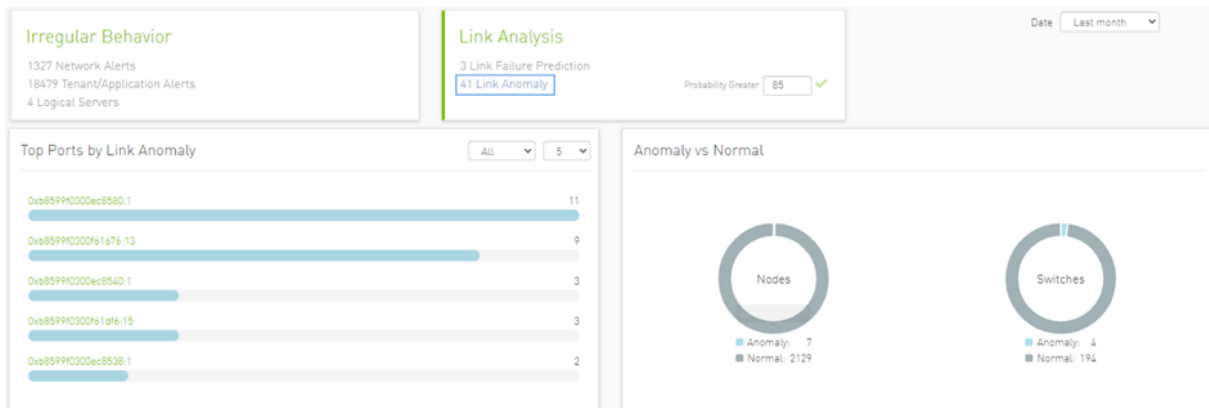 Irregular Behavior
1327 Network Alerts
18479 Tenant/Application Alerts
4 Logical Servers
Link Analysis
3 Link Failure Prediction
41 Link Anomaly
Probability Greater 85
Date Last month
Top Ports by Link Anomaly
All 5
0xb8599f0300ec8580:1 11
0xb8599f0300f61676:13 9
0xb8599f0300ec8540:1 3
0xb8599f0300f61df6:15 3
0xb8599f0300ec8538:1 2
Anomaly vs Normal
Nodes
Anomaly: 7
Normal: 2129
Switches
Anomaly: 4
Normal: 194